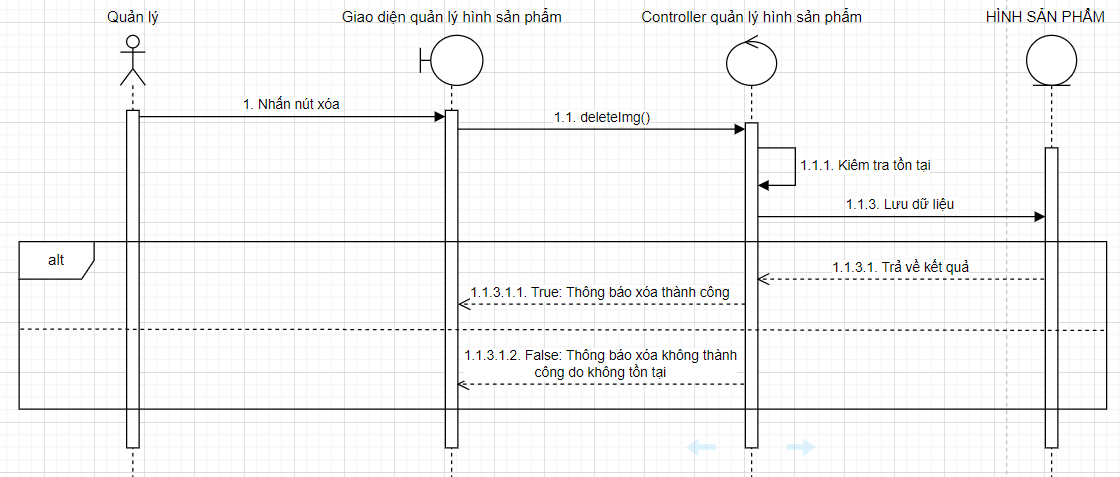 Quản lý
Giao diện quản lý hình sản phẩm
Controller quản lý hình sản phẩm
HÌNH SẢN PHẨM
1. Nhấn nút xóa
1.1. deleteImg()
1.1.1. Kiêm tra tồn tại
1.1.3. Lưu dữ liệu
alt
1.1.3.1. Trả về kết quả
1.1.3.1.1. True: Thông báo xóa thành công
1.1.3.1.2. False: Thông báo xóa không thành
công do không tồn tại